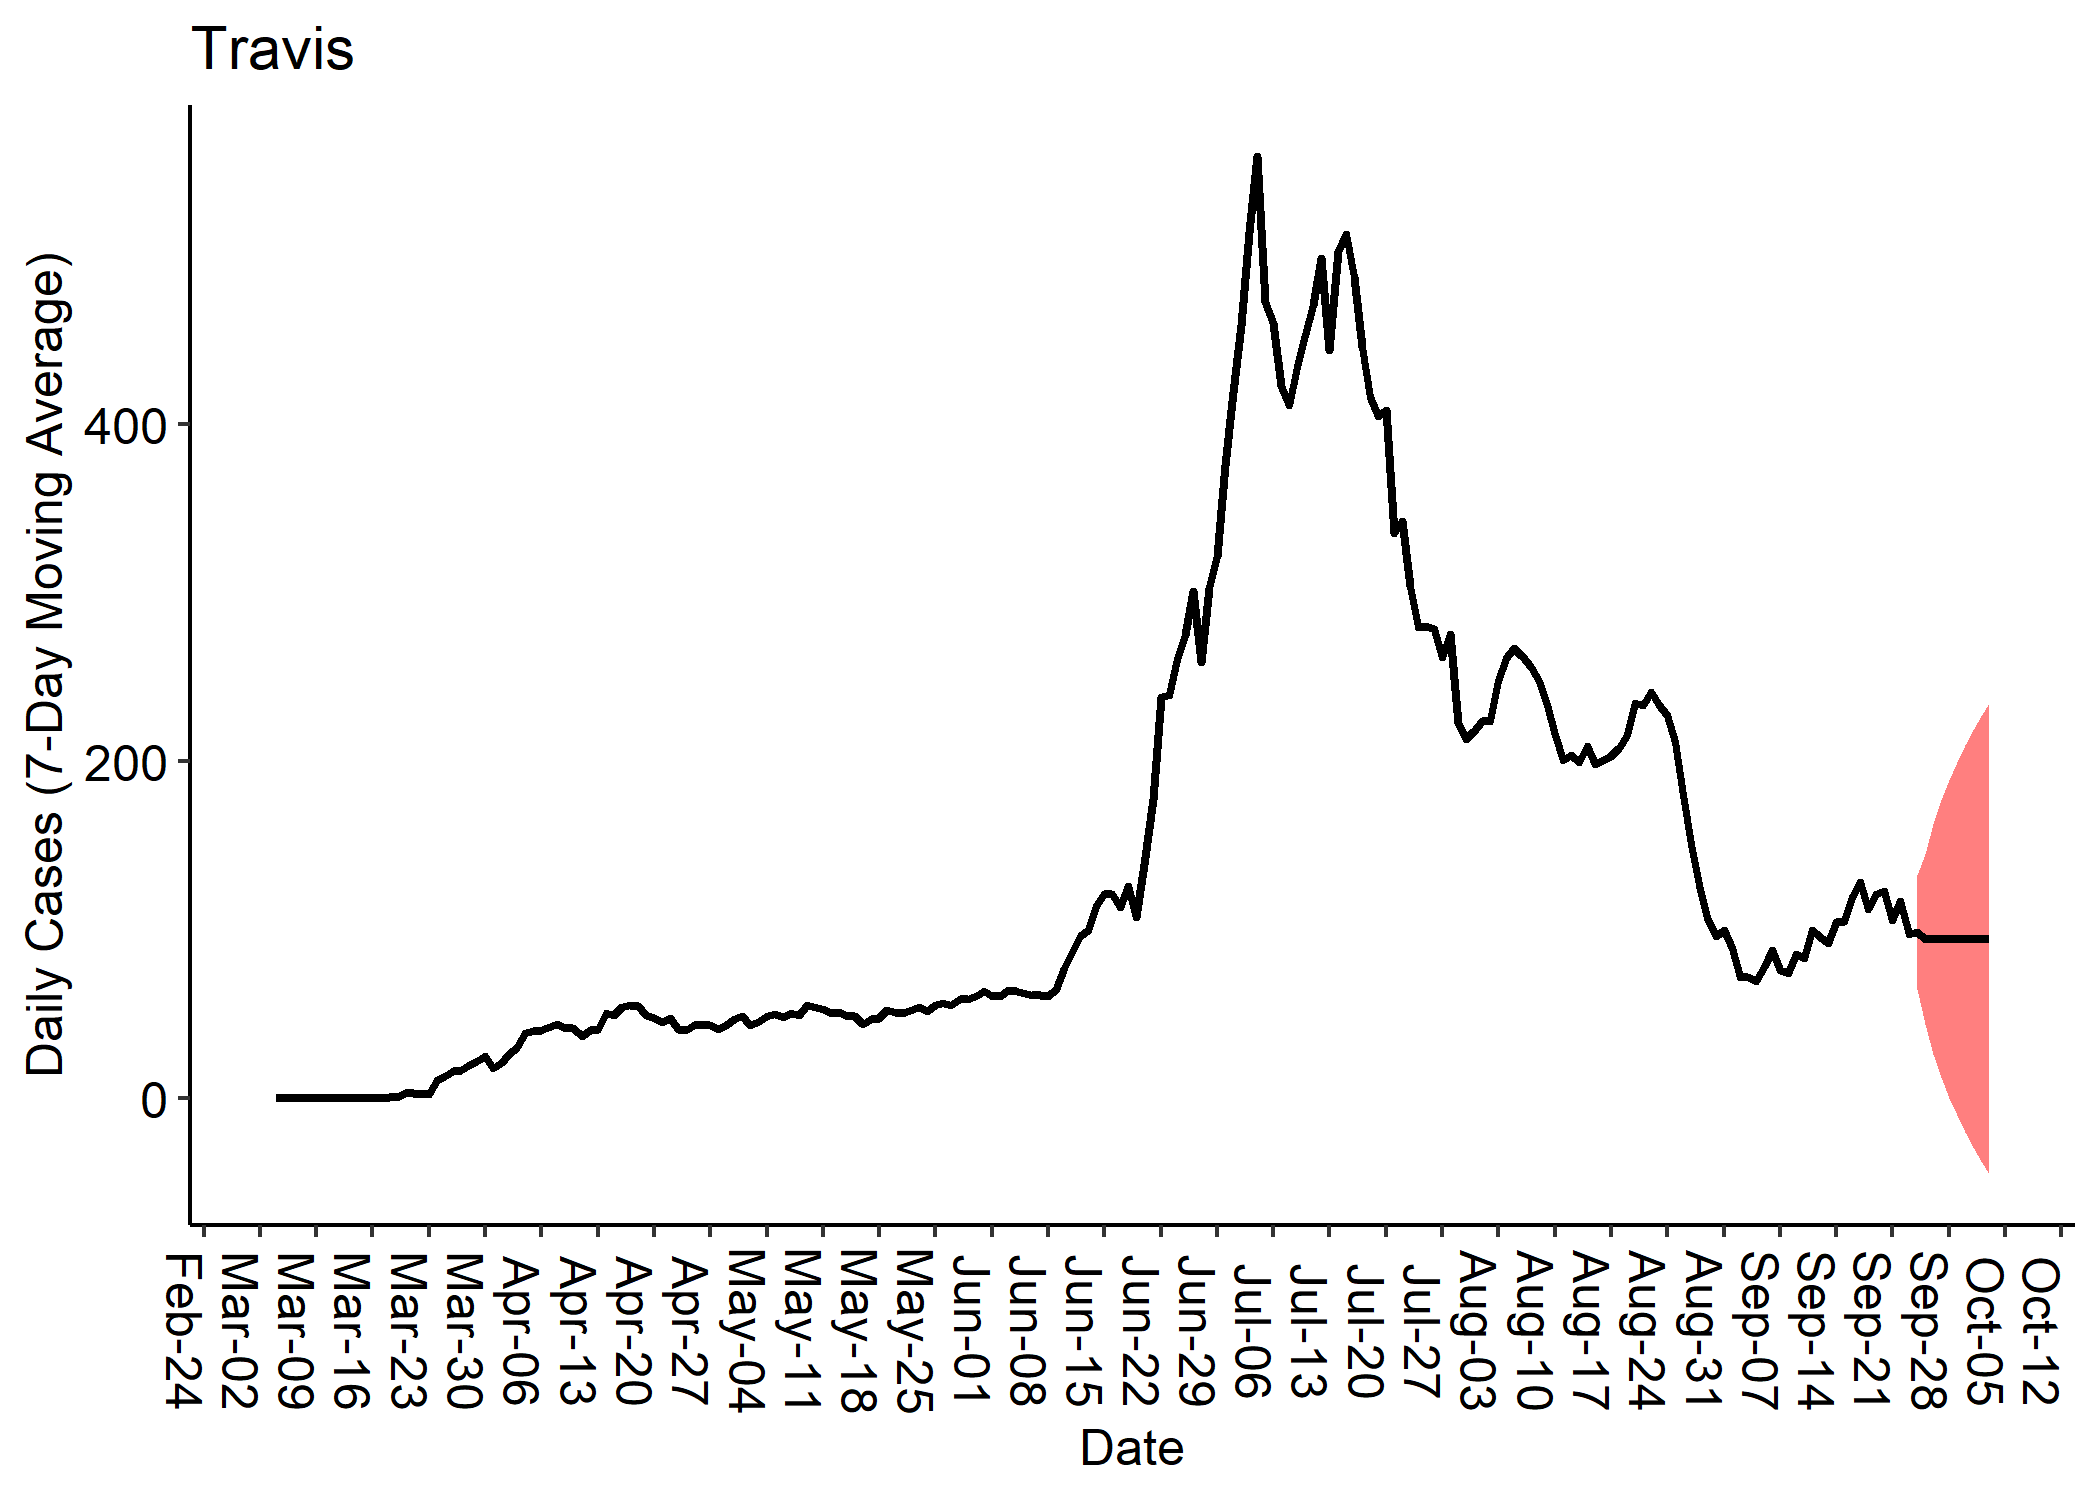 Travis
Daily Cases (7-Day Moving Average)
400
200
0
Feb-24
Mar-02
Mar-09
Mar-16
Mar-23
Mar-30
Apr-06
Apr-13
Apr-20
Apr-27
May-04
May-11
May-18
May-25
Jun-01
Jun-08
Jun-15
Jun-22
Jun-29
Jul-06
Jul-13
Jul-20
Jul-27
Aug-03
Aug-10
Aug-17
Aug-24
Aug-31
Sep-07
Sep-14
Sep-21
Sep-28
Oct-05
Oct-12
Date